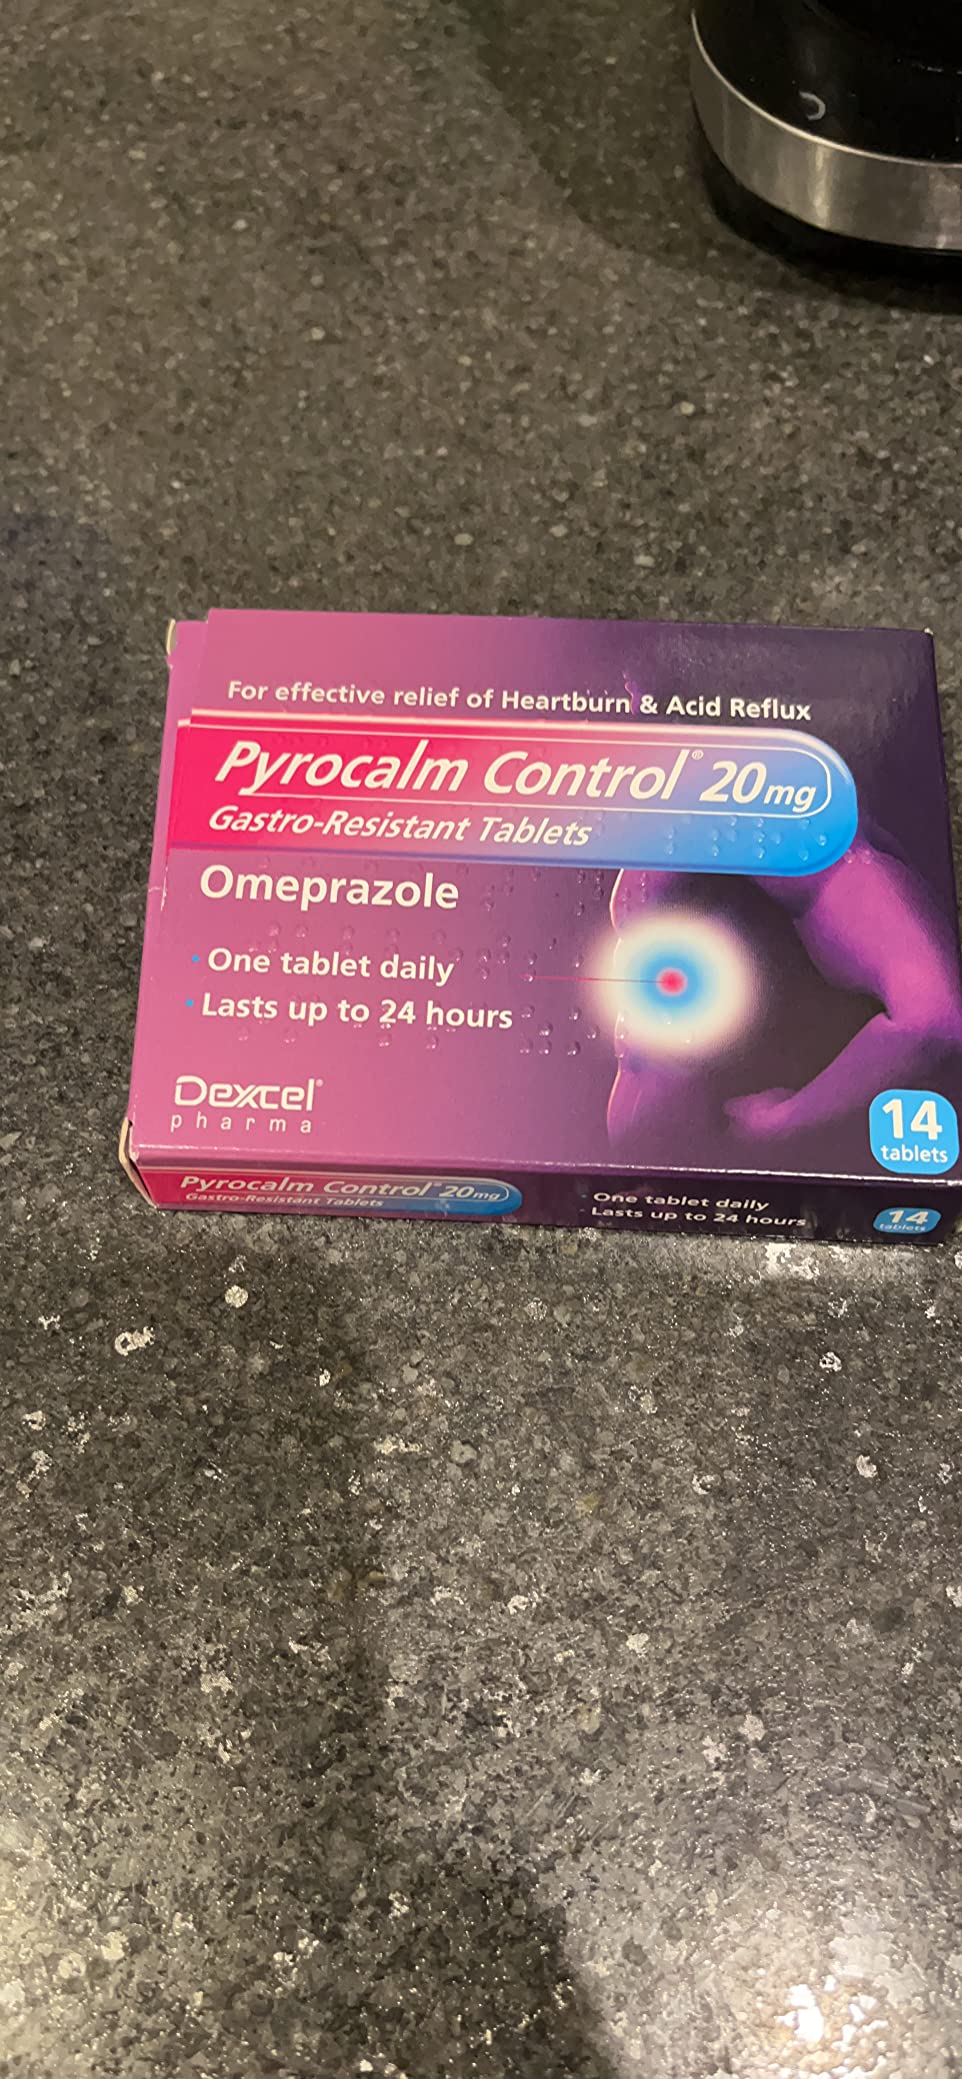 For effective relief of Heartburn & Acid Reflux
Pyrocalm Control® 20mg
Gastro-Resistant Tablets
Omeprazole
• One tablet daily
• Lasts up to 24 hours
Dexcel®
pharma
14
tablets
Pyrocalm Control® 20mg
Gastro-Resistant Tablets
• One tablet daily
• Lasts up to 24 hours
14
tablets